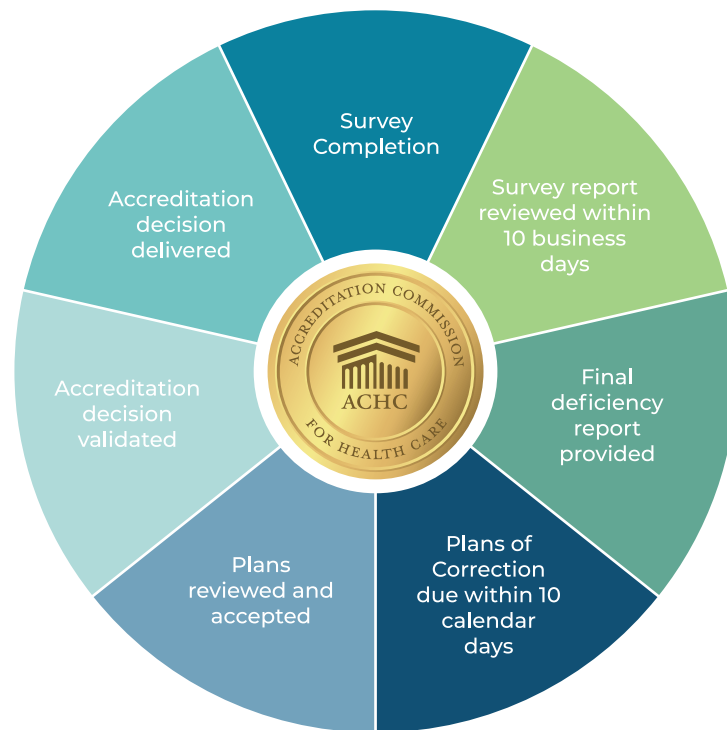 Survey
Completion
Survey report
reviewed within
10 business
days
Final
deficiency
report
provided
Plans of
Correction
due within 10
calendar
days
Plans
reviewed and
accepted
Accreditation
decision
validated
Accreditation
decision
delivered
ACCREDITATION COMMISSION
ACHC
FOR HEALTH CARE